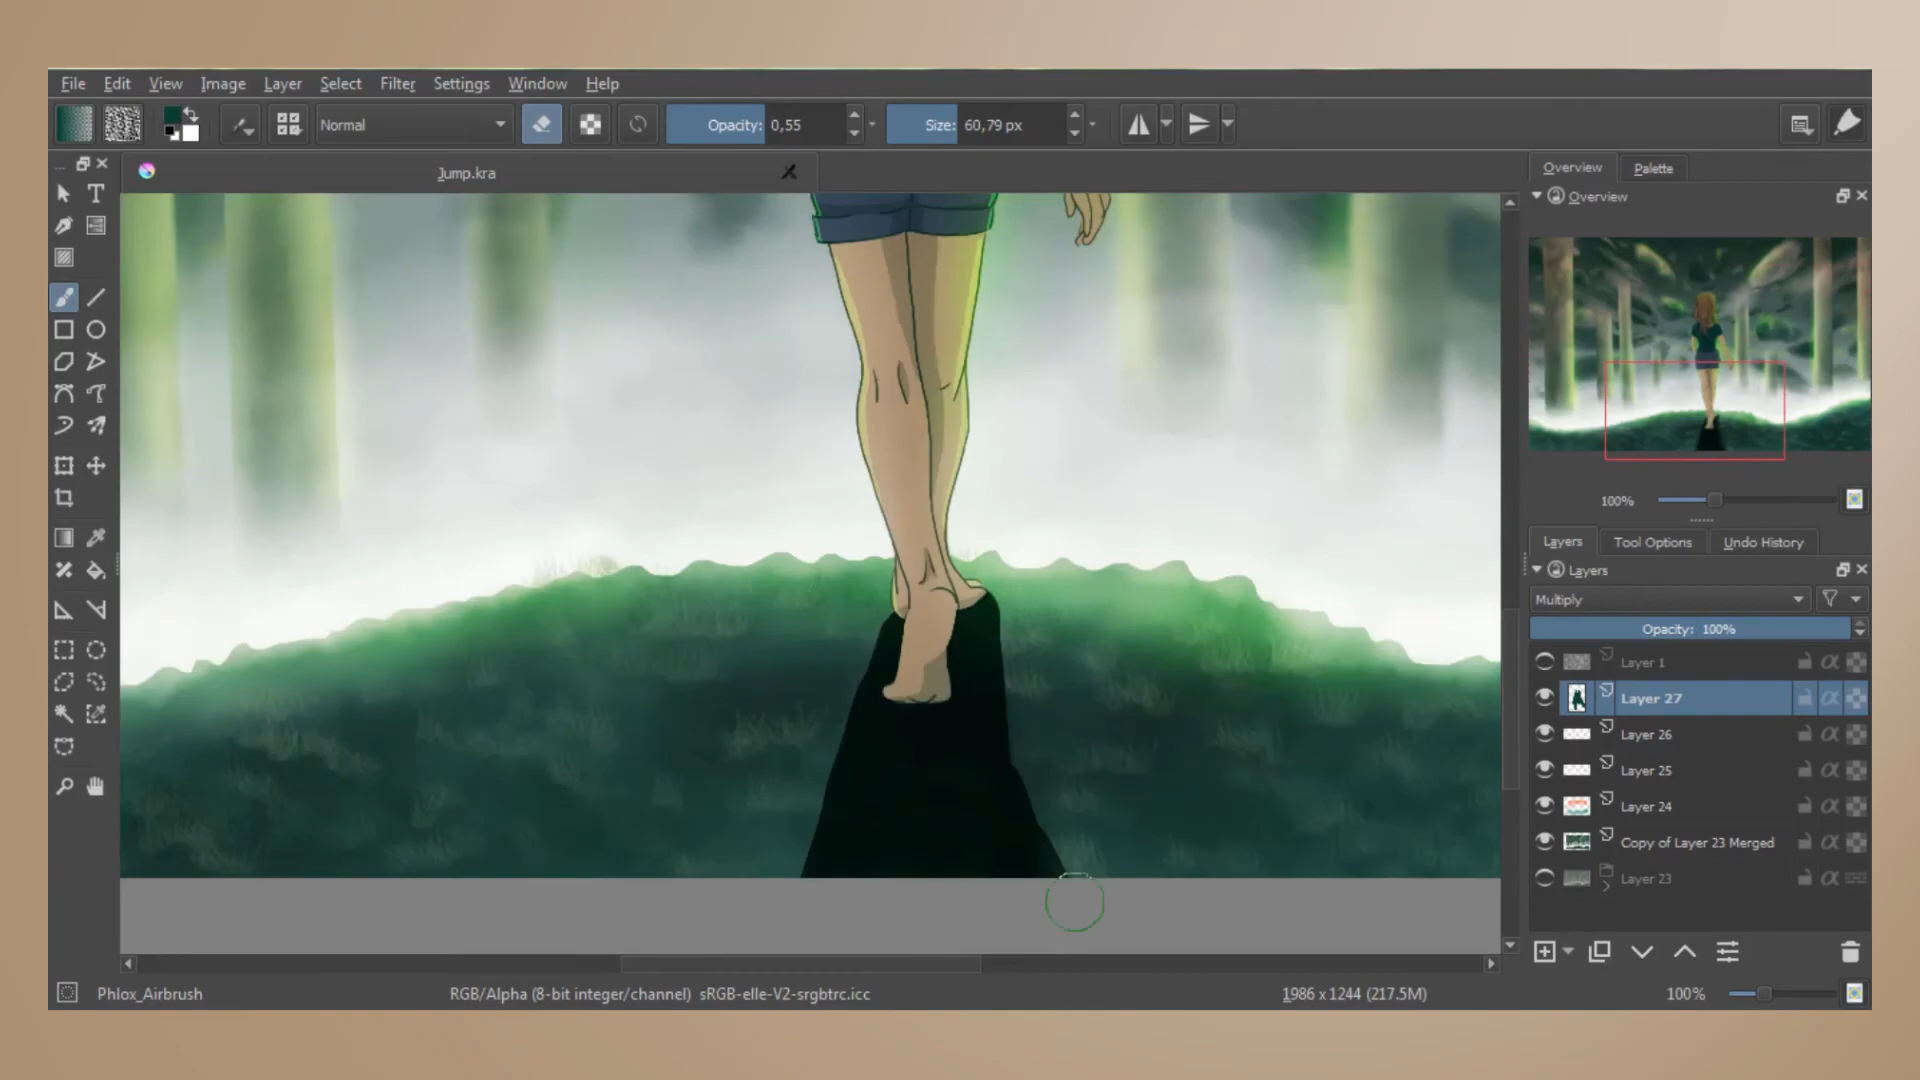 File Edit View Image Layer Select Filter Settings Window Help
Normal Opacity: 0,55 Size: 60,79 px
Jump.kra
T
Overview Palette
Overview
100%
Layers Tool Options Undo History
Layers
Multiply
Opacity: 100%
Layer 1
Layer 27
Layer 26
Layer 25
Layer 24
Copy of Layer 23 Merged
Layer 23
Phlox_Airbrush RGB/Alpha (8-bit integer/channel) sRGB-elle-V2-srgbtrc.icc 1986 x 1244 (217.5M) 100%